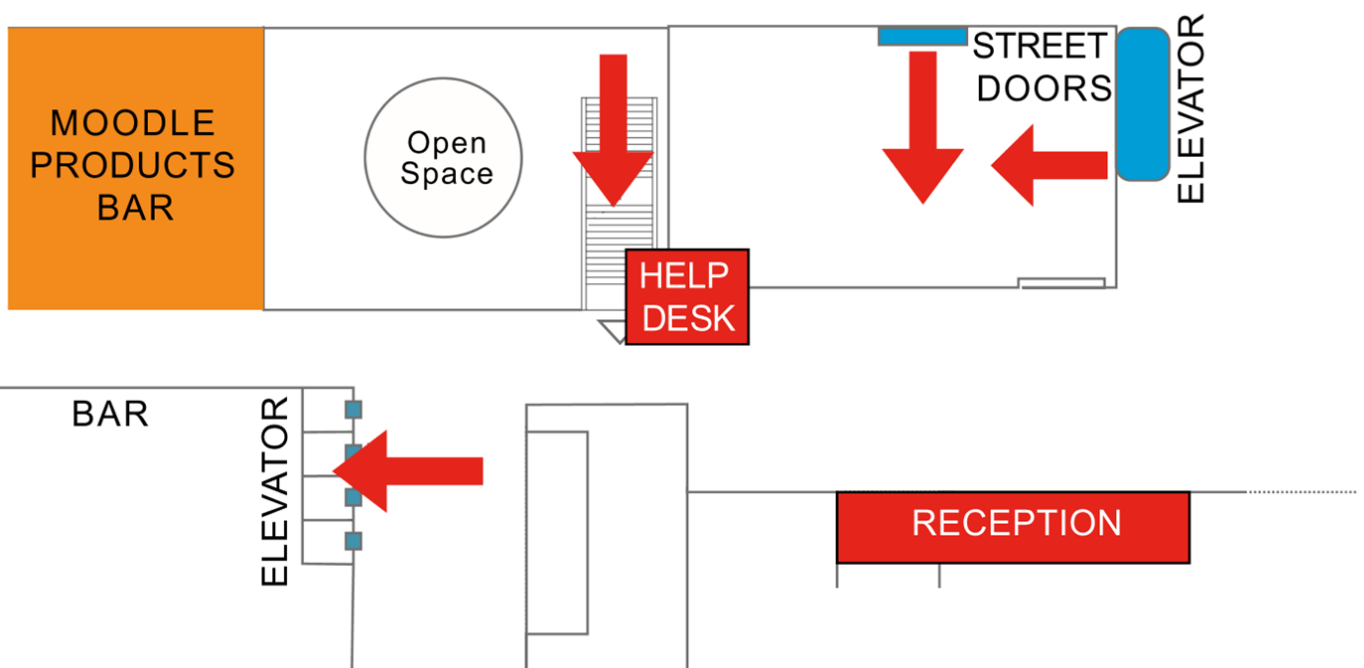 MOODLE
PRODUCTS
BAR
Open
Space
STREET
DOORS
ELEVATOR
HELP
DESK
BAR
ELEVATOR
RECEPTION